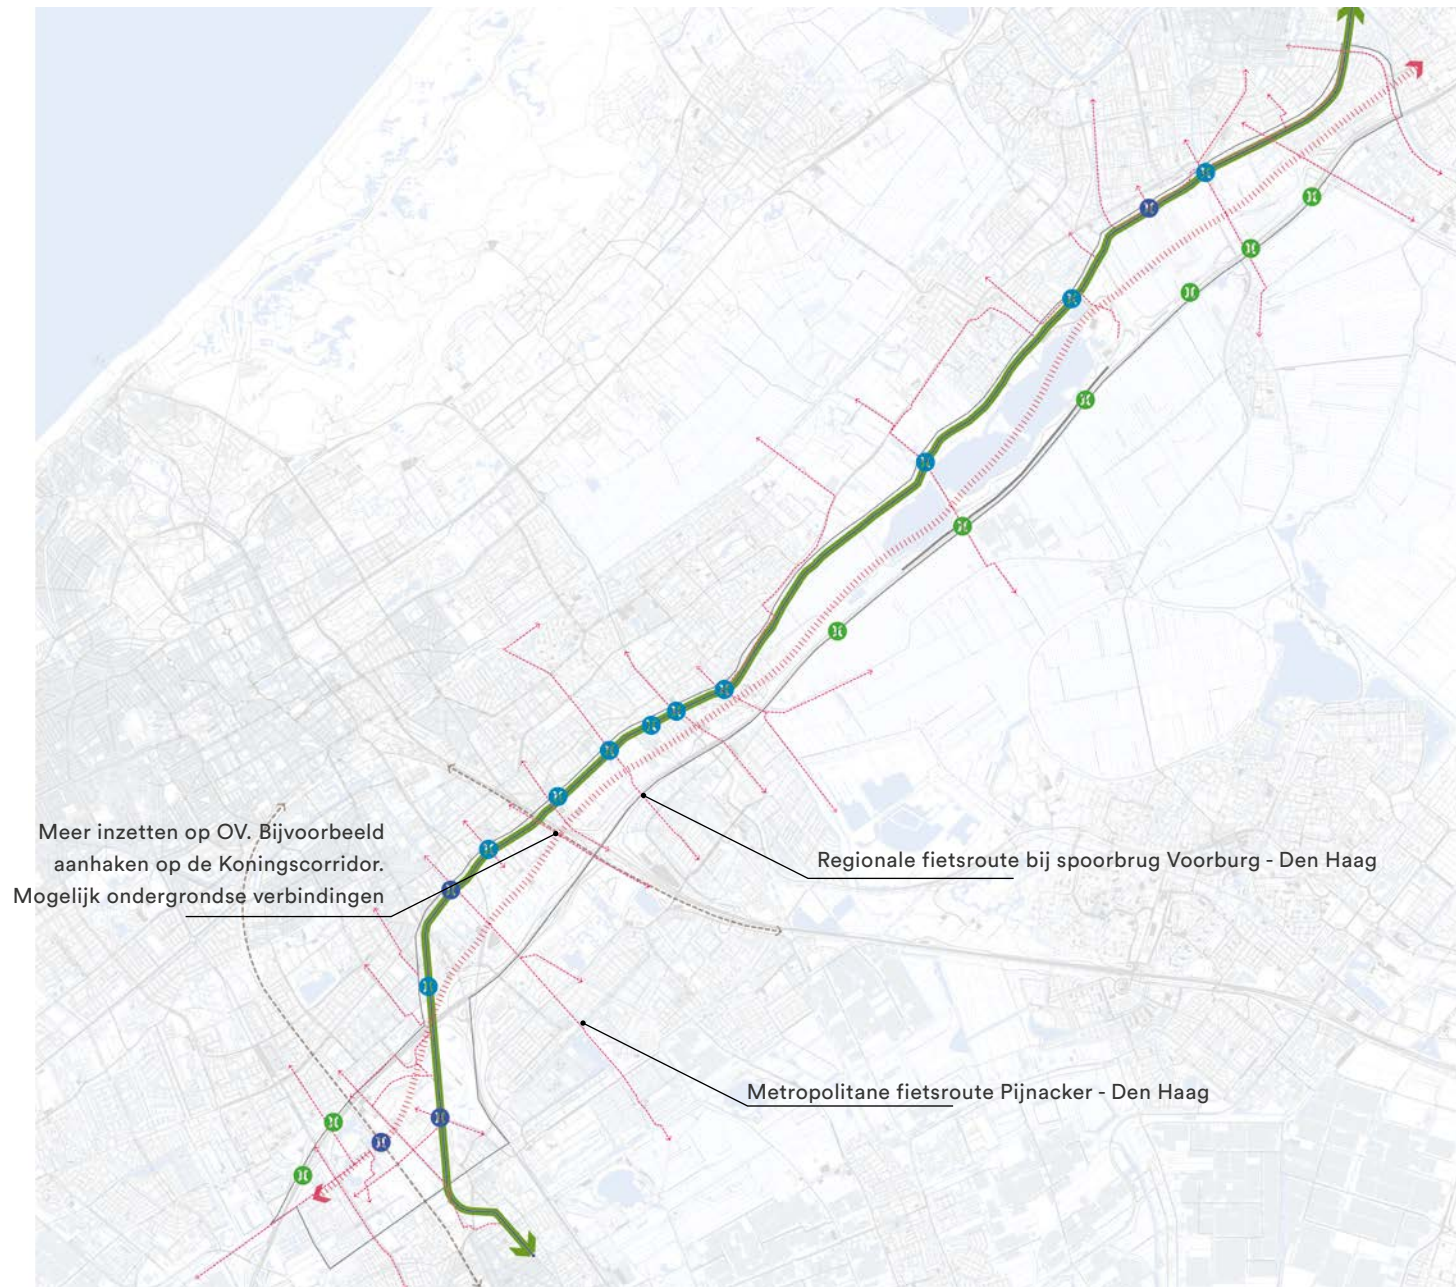 Meer inzetten op OV. Bijvoorbeeld
aanhaken op de Koningscorridor.
Mogelijk ondergrondse verbindingen
Regionale fietsroute bij spoorbrug Voorburg - Den Haag
Metropolitane fietsroute Pijnacker - Den Haag